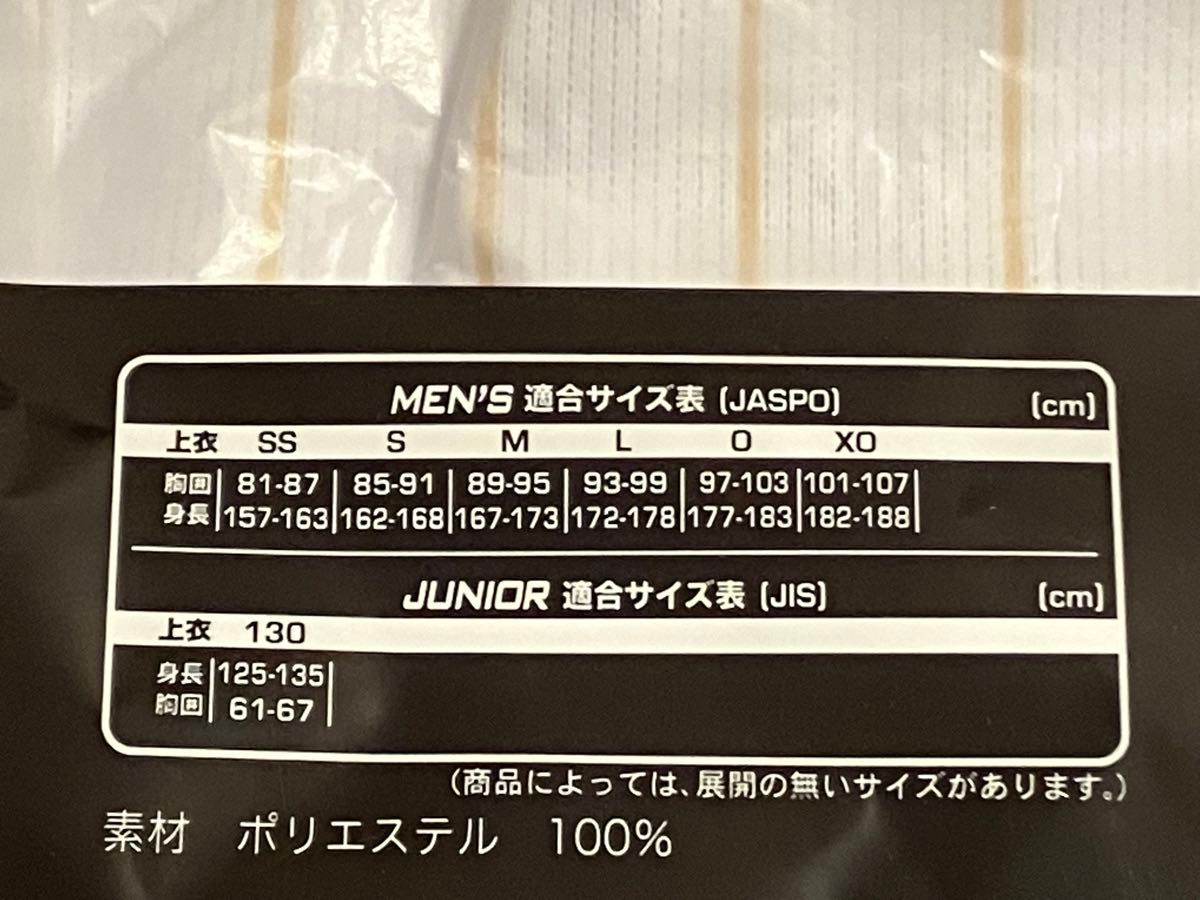 MEN'S 適合サイズ表 (JASPO) (cm)
上衣 SS S M L O XO
胸囲 81-87 85-91 89-95 93-99 97-103 101-107
身長 157-163 162-168 167-173 172-178 177-183 182-188
JUNIOR 適合サイズ表 (JIS) (cm)
上衣 130
身長 125-135
胸囲 61-67
(商品によっては、展開の無いサイズがあります。)
素材 ポリエステル 100%